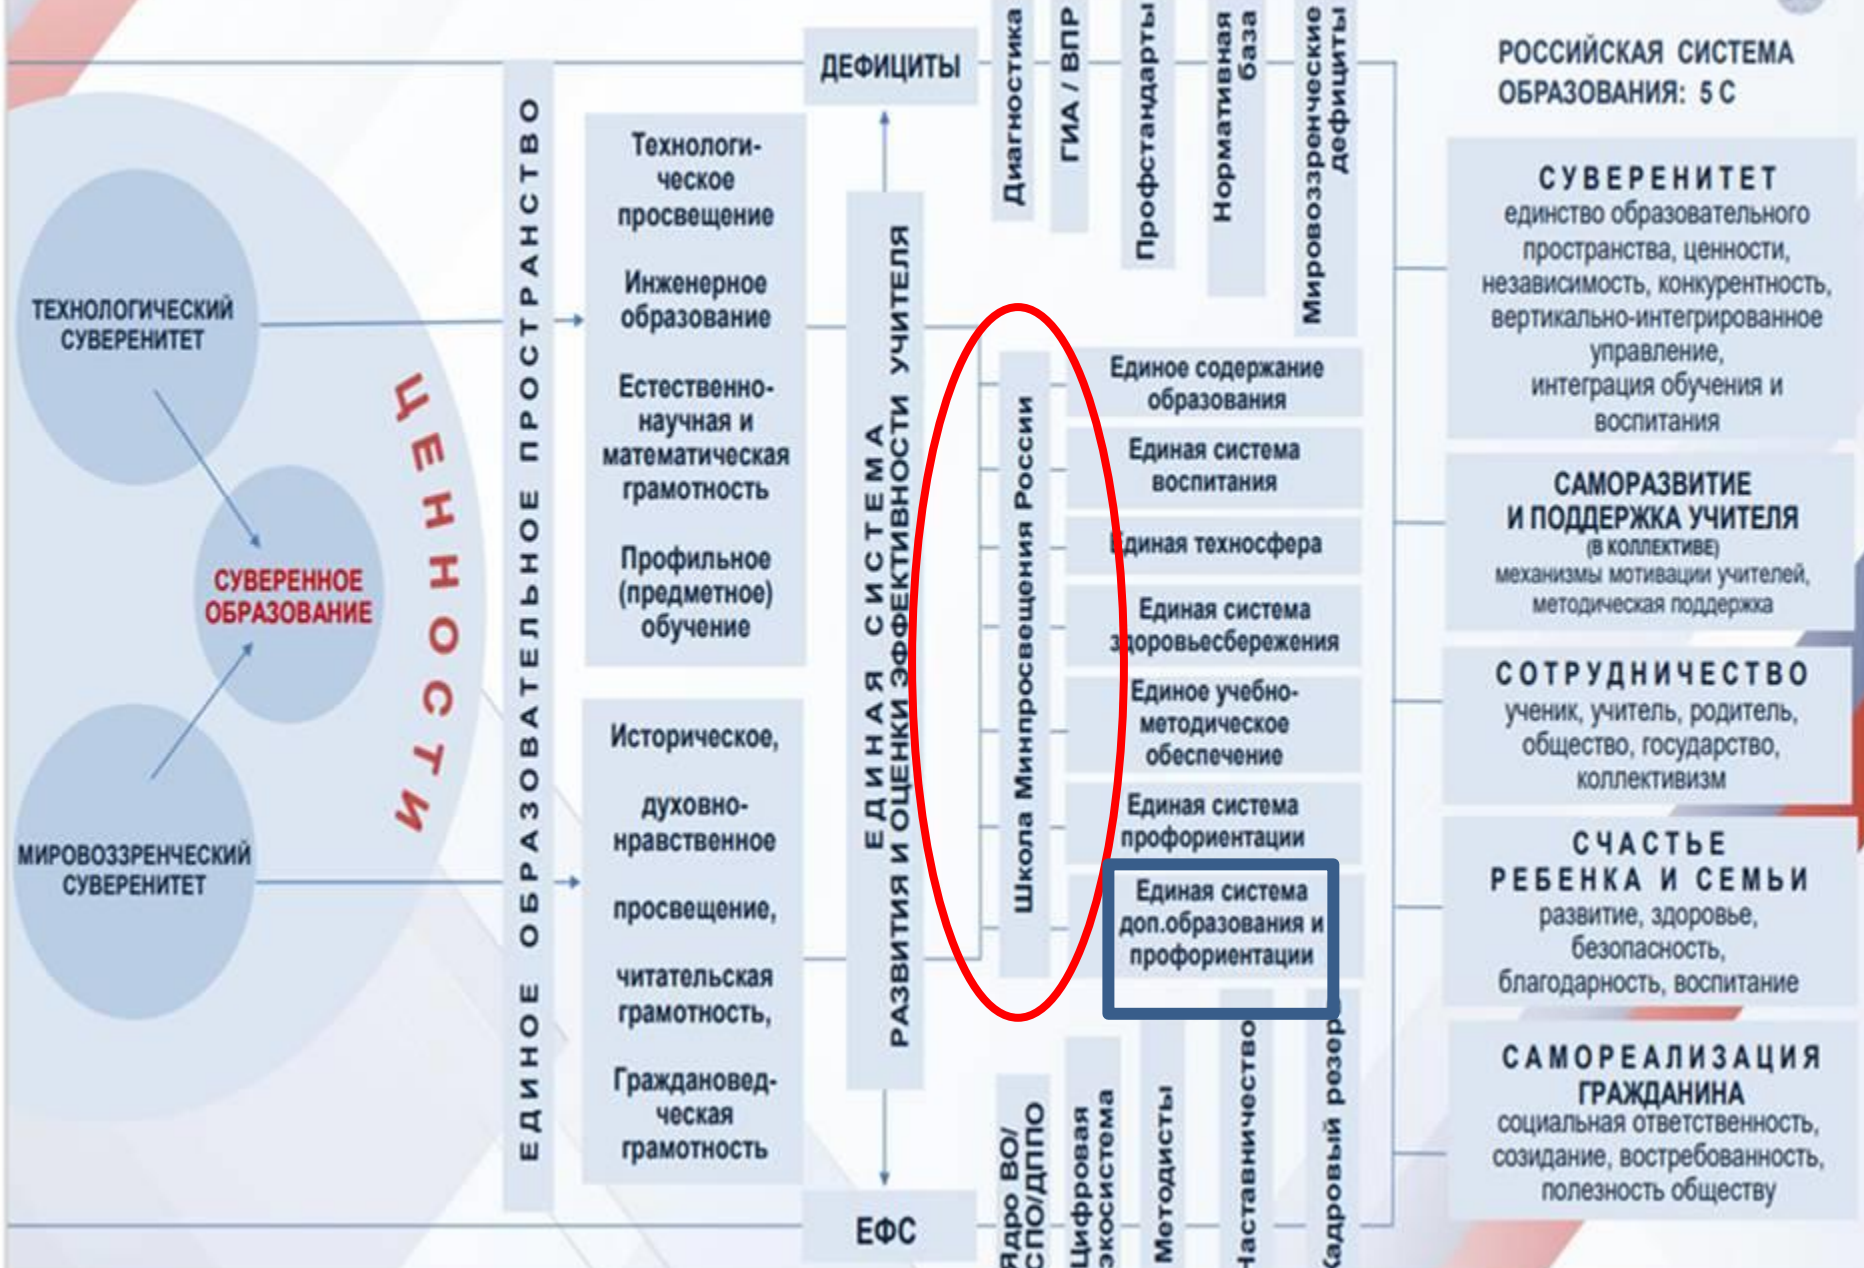 ТЕХНОЛОГИЧЕСКИЙ
СУВЕРЕНИТЕТ
СУВЕРЕННОЕ
ОБРАЗОВАНИЕ
МИРОВОЗЗРЕНЧЕСКИЙ
СУВЕРЕНИТЕТ
ЦЕННОСТИ
ЕДИНОЕ ОБРАЗОВАТЕЛЬНОЕ ПРОСТРАНСТВО
Технологи-
ческое
просвещение
Инженерное
образование
Естественно-
научная и
математическая
грамотность
Профильное
(предметное)
обучение
Историческое,
духовно-
нравственное
просвещение,
читательская
грамотность,
Граждановед-
ческая
грамотность
ДЕФИЦИТЫ
ЕДИНАЯ СИСТЕМА
РАЗВИТИЯ И ОЦЕНКИ ЭФФЕКТИВНОСТИ УЧИТЕЛЯ
ЕФС
Диагностика
ГИА / ВПР
Профстандарты
Нормативная
база
Мировоззренческие
дефициты
Школа Минпросвещения России
Единое содержание
образования
Единая система
воспитания
Единая техносфера
Единая система
здоровьесбережения
Единое учебно-
методическое
обеспечение
Единая система
профориентации
Единая система
доп.образования и
профориентации
Ядро ВО/
СПО/ДППО
Цифровая
экосистема
Методисты
Наставничество
Кадровый резерв
РОССИЙСКАЯ СИСТЕМА
ОБРАЗОВАНИЯ: 5 С
СУВЕРЕНИТЕТ
единство образовательного
пространства, ценности,
независимость, конкурентность,
вертикально-интегрированное
управление,
интеграция обучения и
воспитания
САМОРАЗВИТИЕ
И ПОДДЕРЖКА УЧИТЕЛЯ
(В КОЛЛЕКТИВЕ)
механизмы мотивации учителей,
методическая поддержка
СОТРУДНИЧЕСТВО
ученик, учитель, родитель,
общество, государство,
коллективизм
СЧАСТЬЕ
РЕБЕНКА И СЕМЬИ
развитие, здоровье,
безопасность,
благодарность, воспитание
САМОРЕАЛИЗАЦИЯ
ГРАЖДАНИНА
социальная ответственность,
созидание, востребованность,
полезность обществу